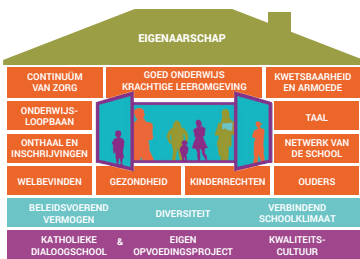 EIGENAARSCHAP
CONTINUÜM
VAN ZORG
GOED ONDERWIJS
KRACHTIGE LEEROMGEVING
KWETSBAARHEID
EN ARMOEDE
ONDERWIJS-
LOOPBAAN
TAAL
ONTHAAL EN
INSCHRIJVINGEN
NETWERK VAN
DE SCHOOL
WELBEVINDEN
GEZONDHEID
KINDERRECHTEN
OUDERS
BELEIDSVOEREND
VERMOGEN
DIVERSITEIT
VERBINDEND
SCHOOLKLIMAAT
KATHOLIEKE
DIALOOGSCHOOL
&
EIGEN
OPVOEDINGSPROJECT
KWALITEITS-
CULTUUR